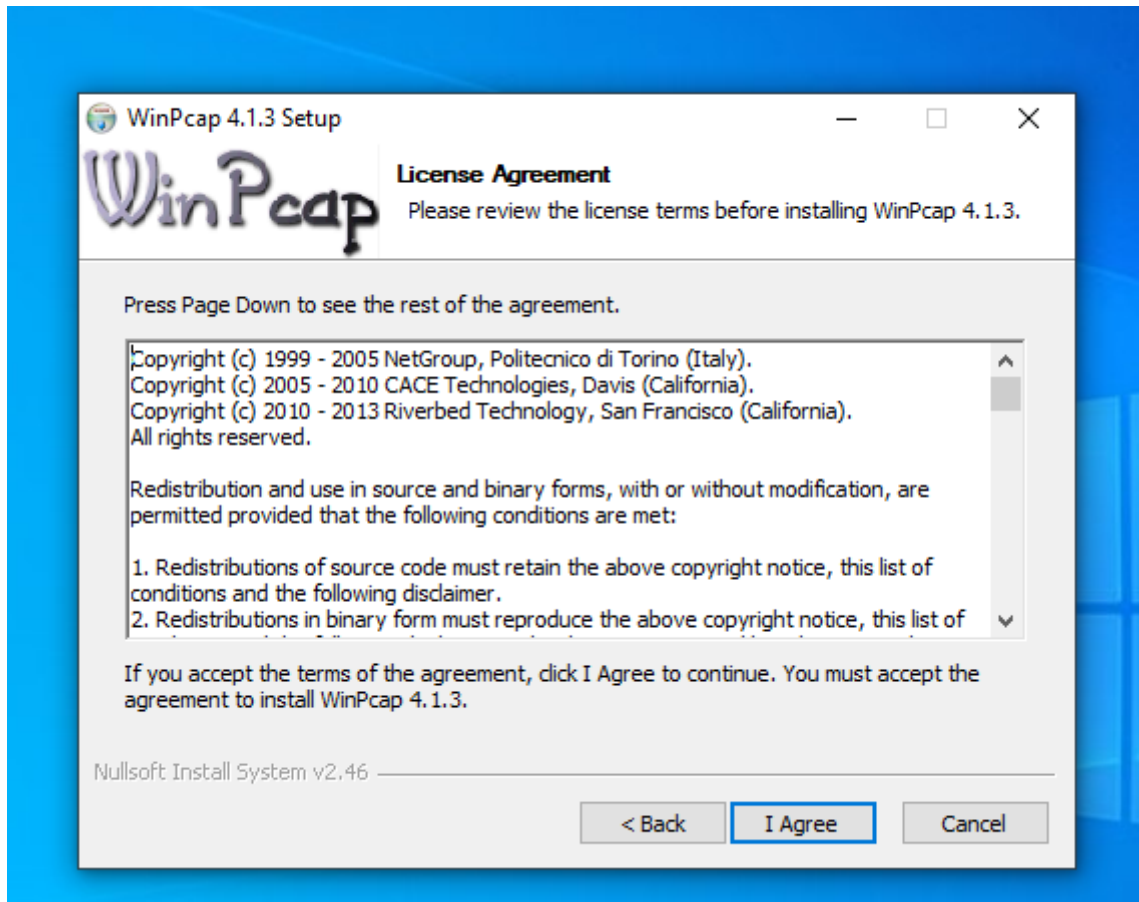 WinPcap 4.1.3 Setup
WinPcap
License Agreement
Please review the license terms before installing WinPcap 4.1.3.
Press Page Down to see the rest of the agreement.
Copyright (c) 1999 - 2005 NetGroup, Politecnico di Torino (Italy).
Copyright (c) 2005 - 2010 CACE Technologies, Davis (California).
Copyright (c) 2010 - 2013 Riverbed Technology, San Francisco (California).
All rights reserved.
Redistribution and use in source and binary forms, with or without modification, are
permitted provided that the following conditions are met:
1. Redistributions of source code must retain the above copyright notice, this list of
conditions and the following disclaimer.
2. Redistributions in binary form must reproduce the above copyright notice, this list of
If you accept the terms of the agreement, click I Agree to continue. You must accept the
agreement to install WinPcap 4.1.3.
Nullsoft Install System v2.46
< Back
I Agree
Cancel